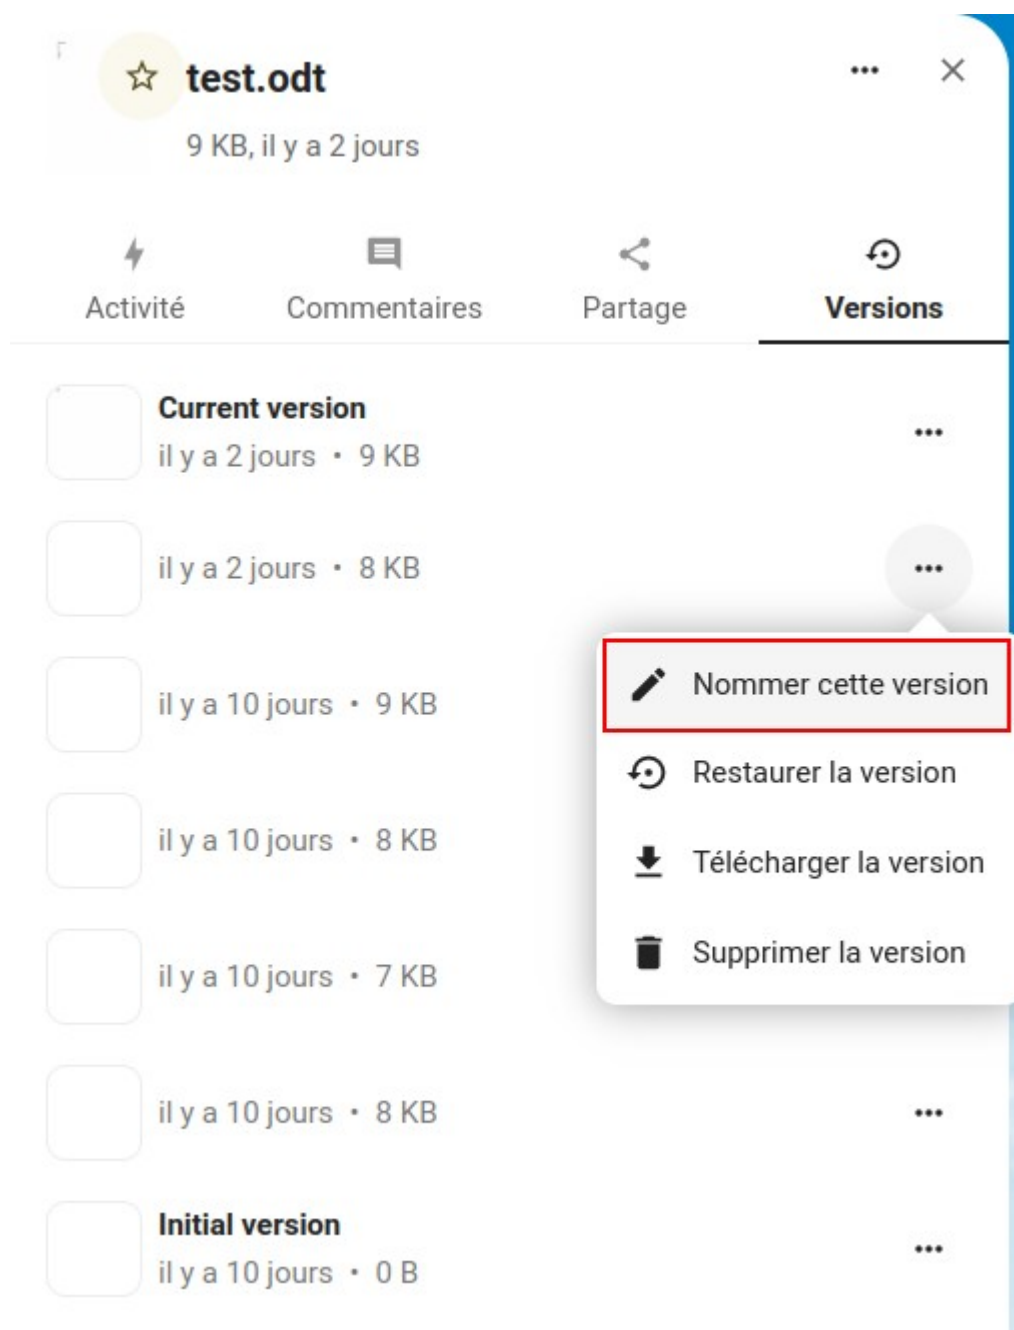 test.odt
9 KB, il y a 2 jours
Activité
Commentaires
Partage
Versions
Current version
il y a 2 jours • 9 KB
il y a 2 jours • 8 KB
Nommer cette version
il y a 10 jours • 9 KB
Restaurer la version
il y a 10 jours • 8 KB
Télécharger la version
Supprimer la version
il y a 10 jours • 7 KB
il y a 10 jours • 8 KB
Initial version
il y a 10 jours • 0 B